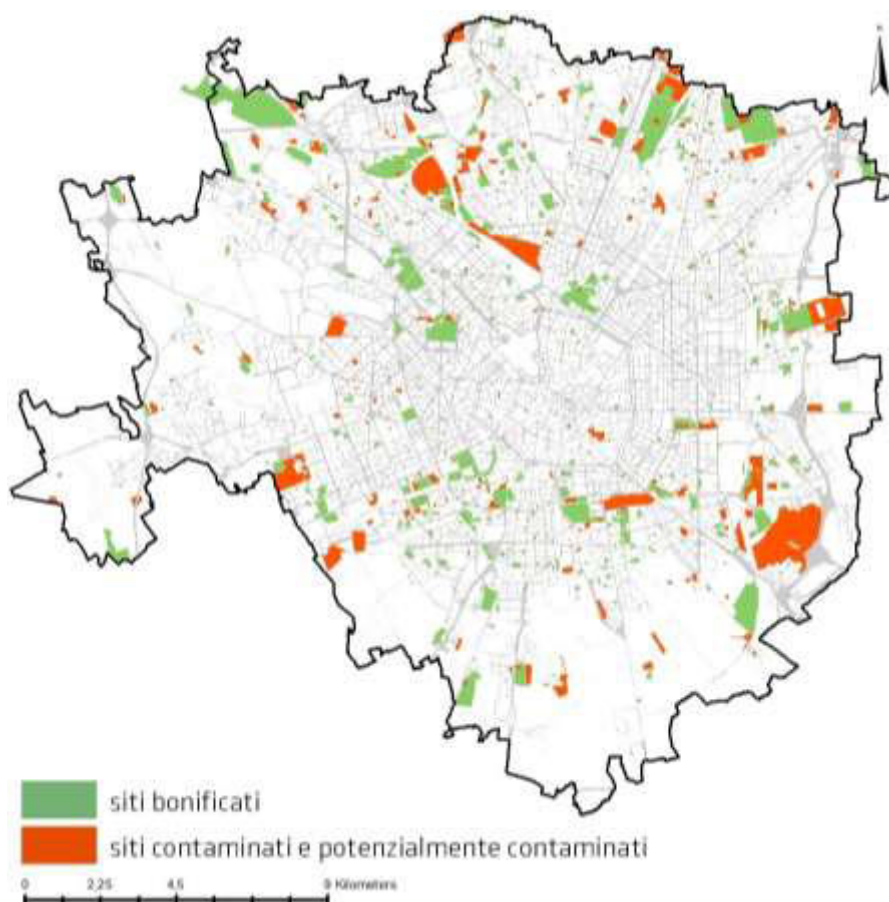 siti bonificati
siti contaminati e potenzialmente contaminati
0 2,25 4,5 9 Kilometers